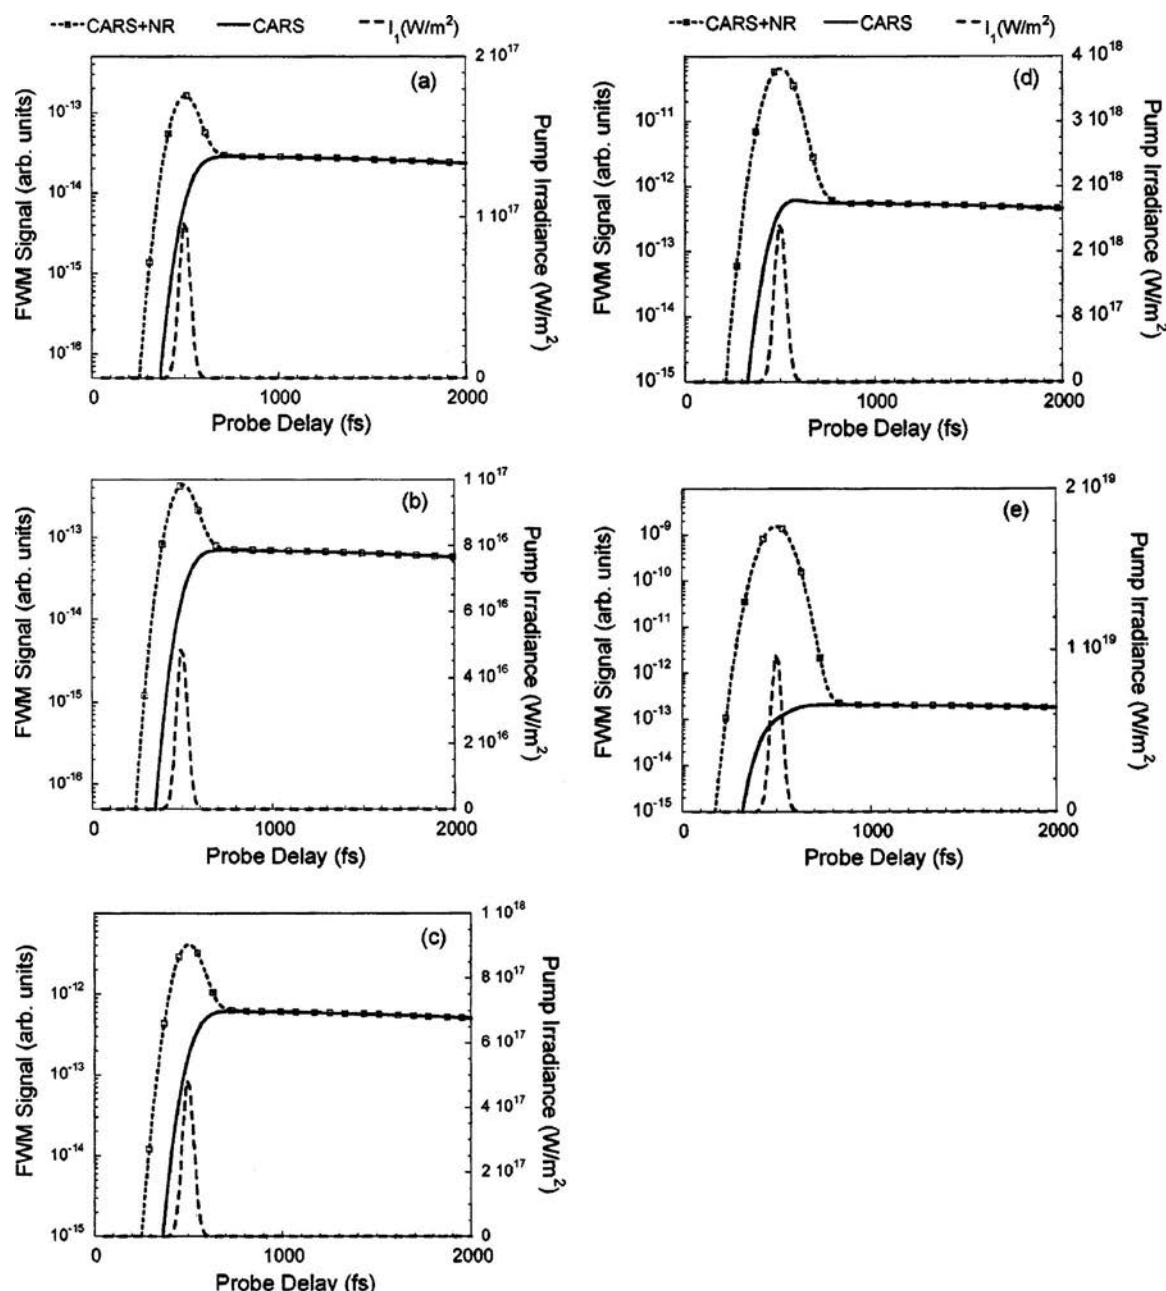 CARS+NR CARS I₁(W/m²)
(a)
FWM Signal (arb. units)
10⁻¹³
10⁻¹⁴
10⁻¹⁵
10⁻¹⁶
2 10¹⁷
1 10¹⁷
0
Pump Irradiance (W/m²)
0 1000 2000
Probe Delay (fs)
(b)
FWM Signal (arb. units)
10⁻¹³
10⁻¹⁴
10⁻¹⁵
10⁻¹⁶
1 10¹⁷
8 10¹⁶
6 10¹⁶
4 10¹⁶
2 10¹⁶
0
Pump Irradiance (W/m²)
0 1000 2000
Probe Delay (fs)
(c)
FWM Signal (arb. units)
10⁻¹²
10⁻¹³
10⁻¹⁴
10⁻¹⁵
1 10¹⁸
8 10¹⁷
6 10¹⁷
4 10¹⁷
2 10¹⁷
0
Pump Irradiance (W/m²)
0 1000 2000
Probe Delay (fs)
CARS+NR CARS I₁(W/m²)
(d)
FWM Signal (arb. units)
10⁻¹¹
10⁻¹²
10⁻¹³
10⁻¹⁴
10⁻¹⁵
4 10¹⁸
3 10¹⁸
2 10¹⁸
2 10¹⁸
8 10¹⁷
0
Pump Irradiance (W/m²)
0 1000 2000
Probe Delay (fs)
(e)
FWM Signal (arb. units)
10⁻⁹
10⁻¹⁰
10⁻¹¹
10⁻¹²
10⁻¹³
10⁻¹⁴
10⁻¹⁵
2 10¹⁹
1 10¹⁹
0
Pump Irradiance (W/m²)
0 1000 2000
Probe Delay (fs)